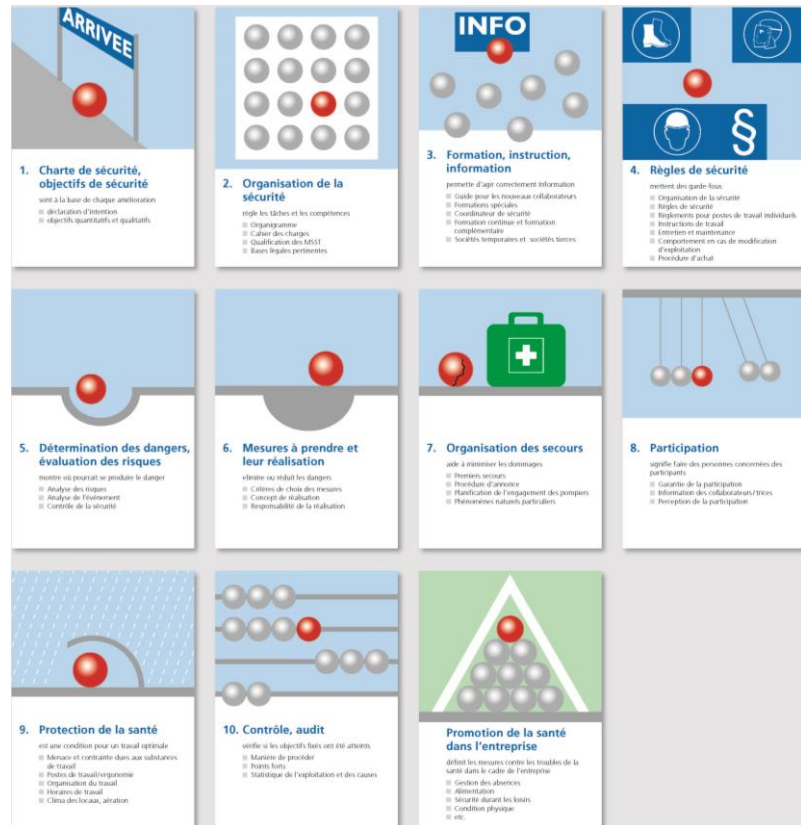 ARRIVEE
1. Charte de sécurité,
objectifs de sécurité
sont à la base de chaque amélioration
déclaration d'intention
objectifs quantitatifs et qualitatifs
2. Organisation de la
sécurité
règle les tâches et les compétences
Organigramme
Cahier des charges
Qualification des MSST
Bases légales pertinentes
INFO
3. Formation, instruction,
information
permette d'agir correctement Information
Guide pour les nouveaux collaborateurs
Formations spéciales
Coordinateur de sécurité
Formation continue et formation
complémentaire
Sociétés temporaires et sociétés tierces
§
4. Règles de sécurité
mettent des garde-fous
Organisation de la sécurité
Règles de sécurité
Règlements pour postes de travail individuels
Instructions de travail
Entretien et maintenance
Comportement en cas de modification
d'exploitation
Procédure d'achat
5. Détermination des dangers,
évaluation des risques
montre où pourrait se produire le danger
Analyse des risques
Analyse de l'événement
Contrôle de la sécurité
6. Mesures à prendre et
leur réalisation
elimine ou réduit les dangers
Critères de choix des mesures
Concept de réalisation
Responsabilité de la réalisation
7. Organisation des secours
aide à minimiser les dommages
Premiers secours
Procédure d'annonce
Planification de l'engagement des pompiers
Phénomènes naturels particuliers
8. Participation
signifie faire des personnes concernées des
participants
Garantie de la participation
Information des collaborateurs/trices
Perception de la participation
9. Protection de la santé
est une condition pour un travail optimale
Menace et contrainte dues aux substances
de travail
Postes de travail/ergonomie
Organisation du travail
Horaires de travail
Clima des locaux, aération
10. Contrôle, audit
vérifie si les objectifs fixés ont été atteints
Manière de procéder
Points forts
Statistique de l'exploitation et des causes
Promotion de la santé
dans l'entreprise
définit les mesures contre les troubles de la
santé dans le cadre de l'entreprise
Gestion des absences
Alimentation
Sécurité durant les loisirs
Condition physique
etc.